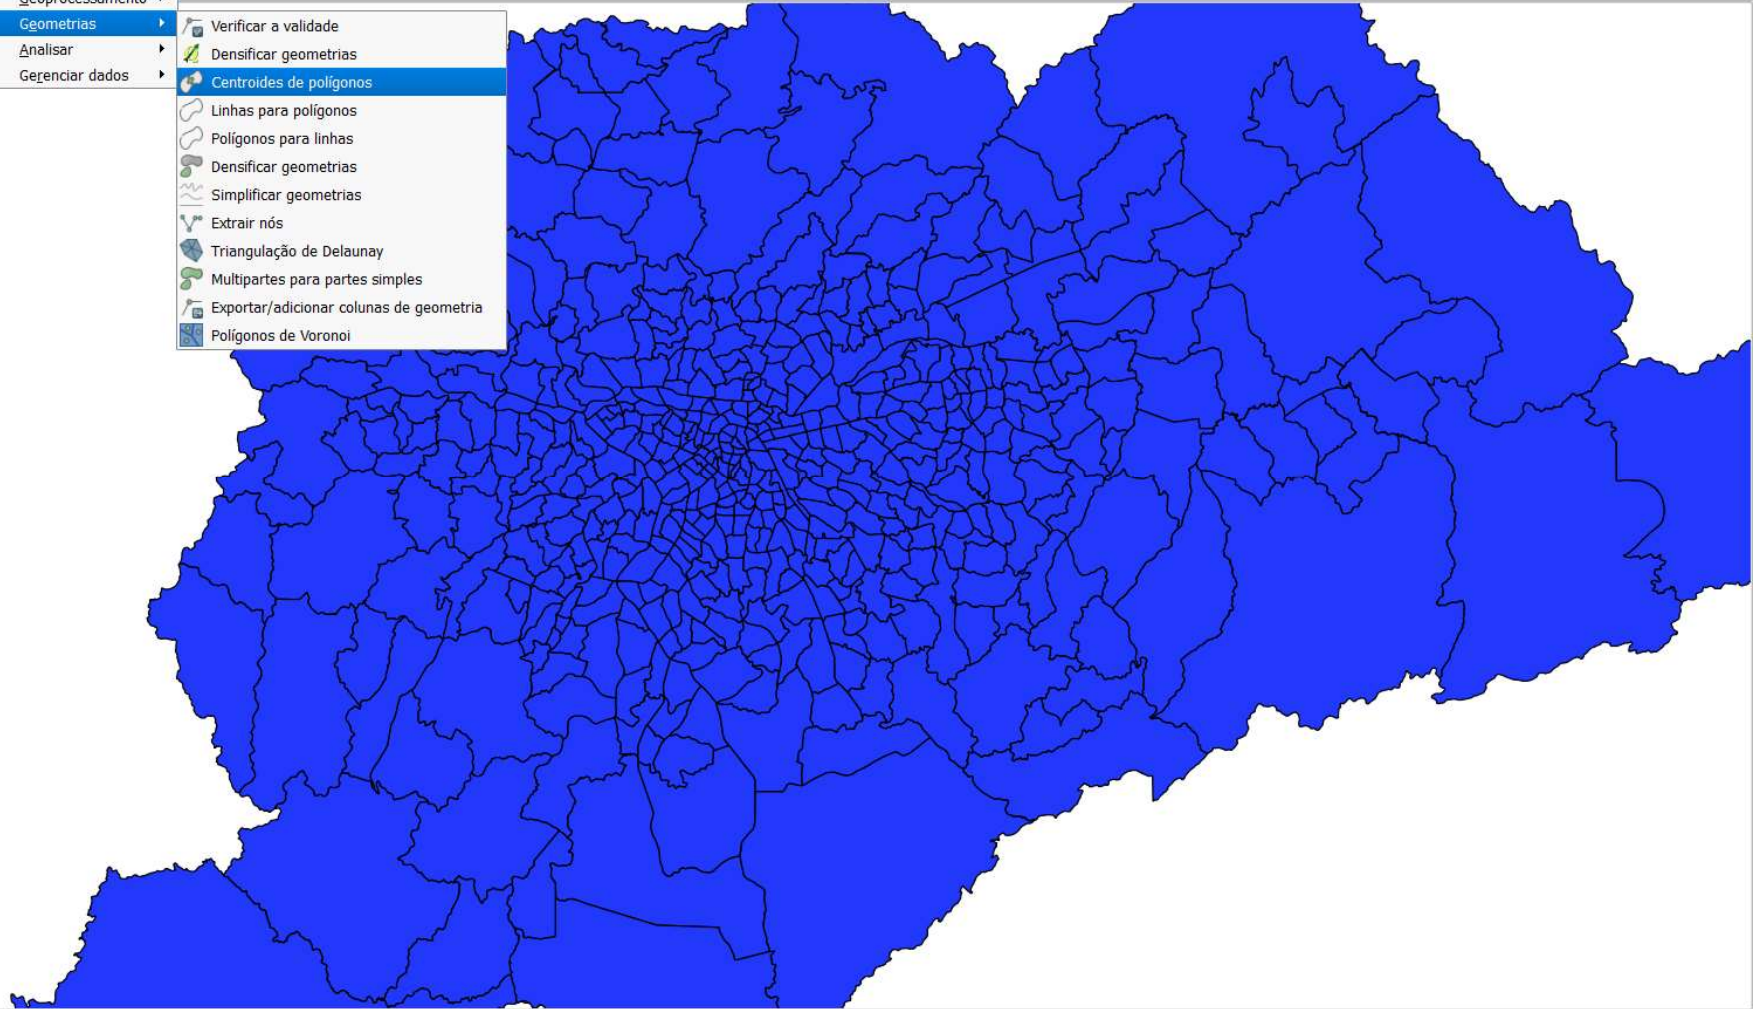 Geoprocessamento
Geometrias
Analisar
Gerenciar dados
Verificar a validade
Densificar geometrias
Centroides de polígonos
Linhas para polígonos
Polígonos para linhas
Densificar geometrias
Simplificar geometrias
Extrair nós
Triangulação de Delaunay
Multipartes para partes simples
Exportar/adicionar colunas de geometria
Polígonos de Voronoi